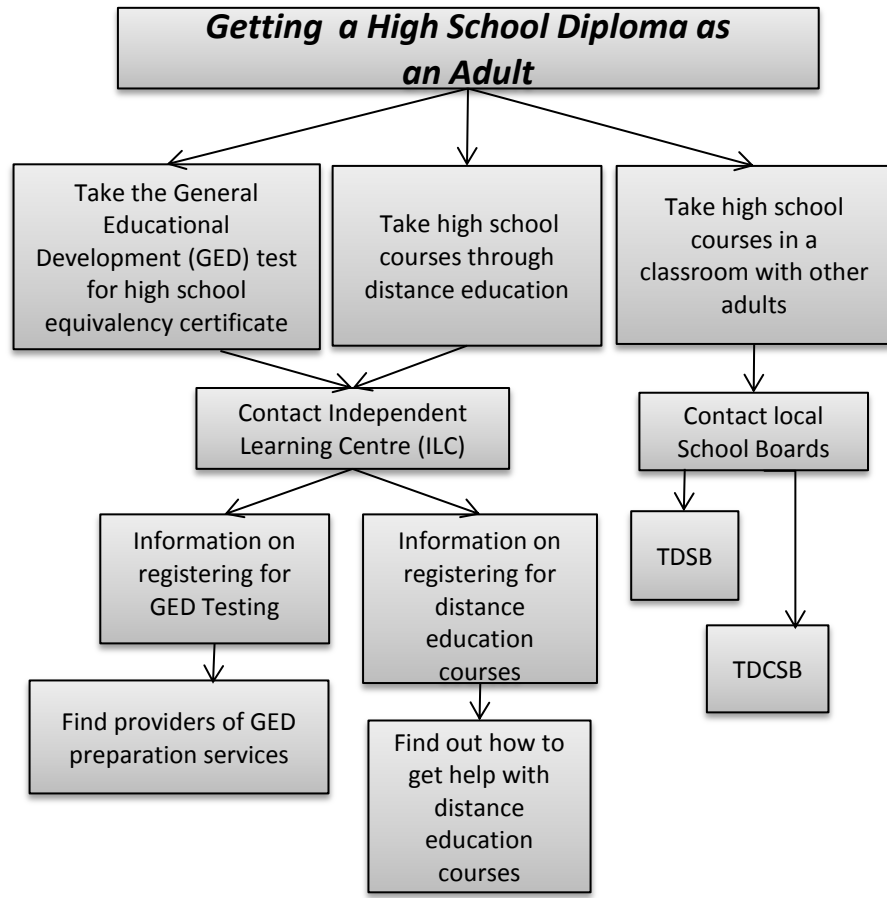 Getting a High School Diploma as
an Adult
Take the General
Educational
Development (GED) test
for high school
equivalency certificate
Take high school
courses through
distance education
Take high school
courses in a
classroom with other
adults
Contact Independent
Learning Centre (ILC)
Contact local
School Boards
Information on
registering for
GED Testing
Information on
registering for
distance
education
courses
TDSB
TDCSB
Find providers of GED
preparation services
Find out how to
get help with
distance
education
courses